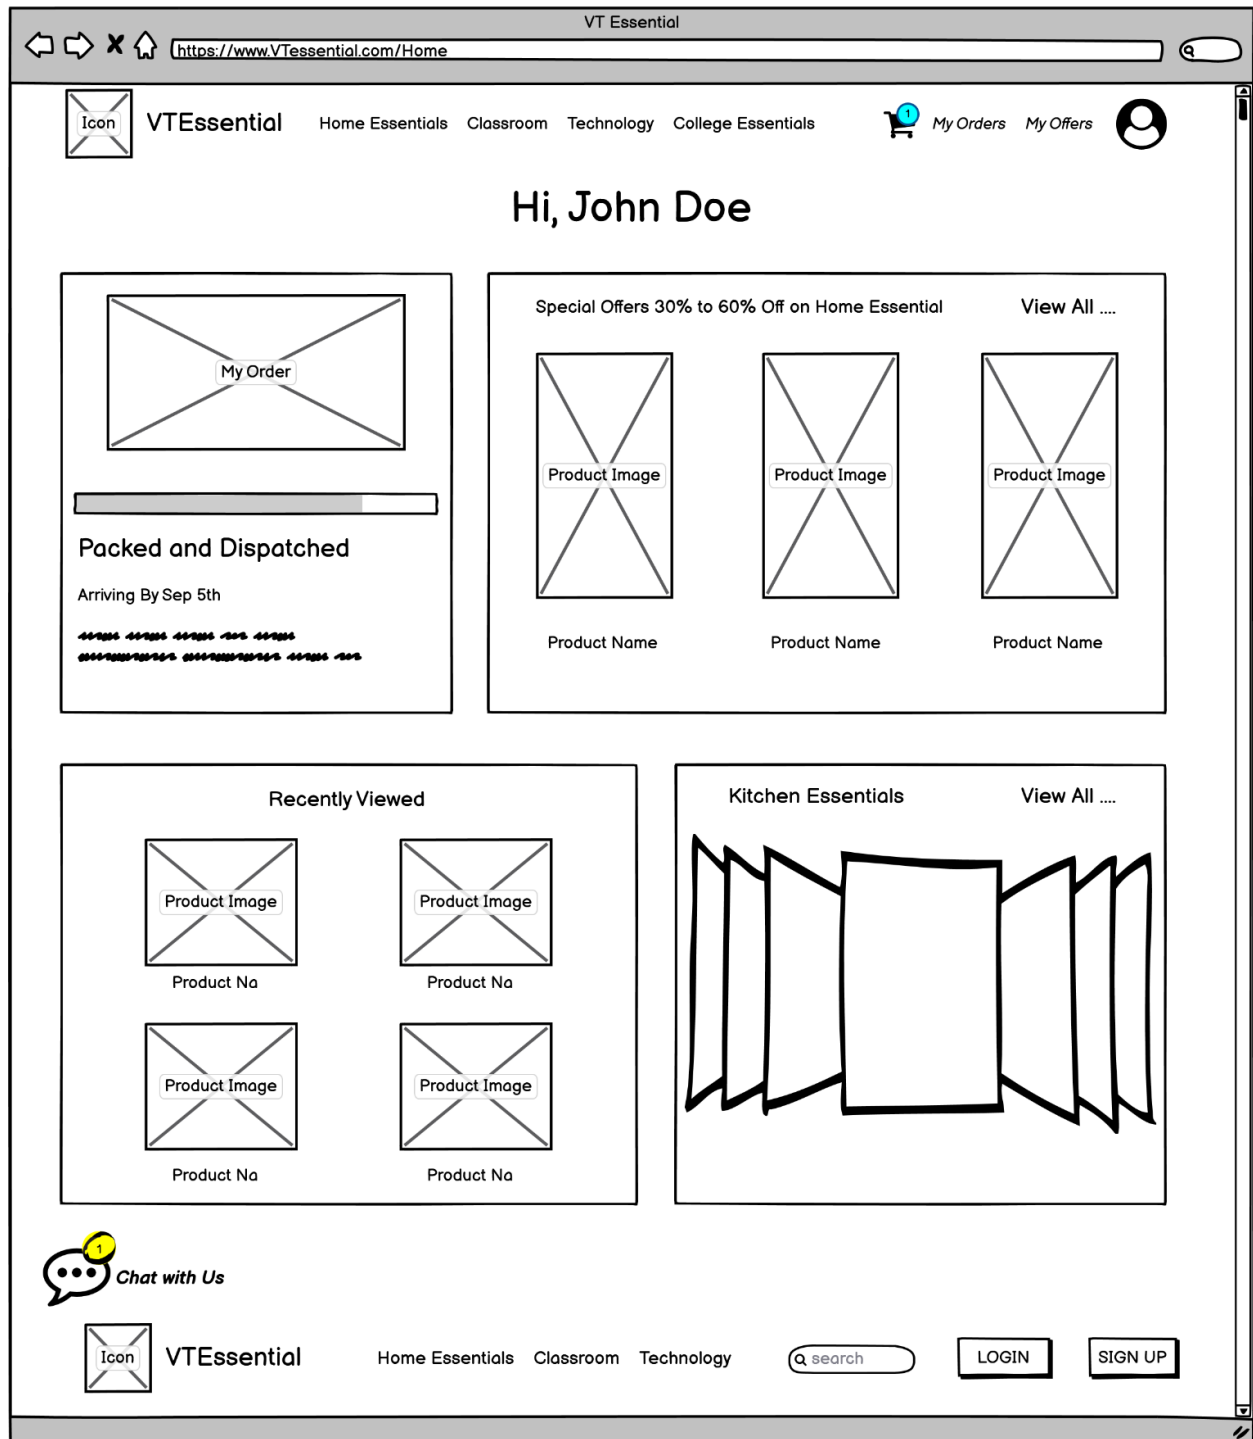 VT Essential
https://www.VTessential.com/Home
Icon
VTEssential
Home Essentials
Classroom
Technology
College Essentials
1
My Orders
My Offers
Hi, John Doe
My Order
Packed and Dispatched
Arriving By Sep 5th
Special Offers 30% to 60% Off on Home Essential
View All ....
Product Image
Product Image
Product Image
Product Name
Product Name
Product Name
Recently Viewed
Product Image
Product Image
Product Na
Product Na
Product Image
Product Image
Product Na
Product Na
Kitchen Essentials
View All ....
1
Chat with Us
Icon
VTEssential
Home Essentials
Classroom
Technology
search
LOGIN
SIGN UP